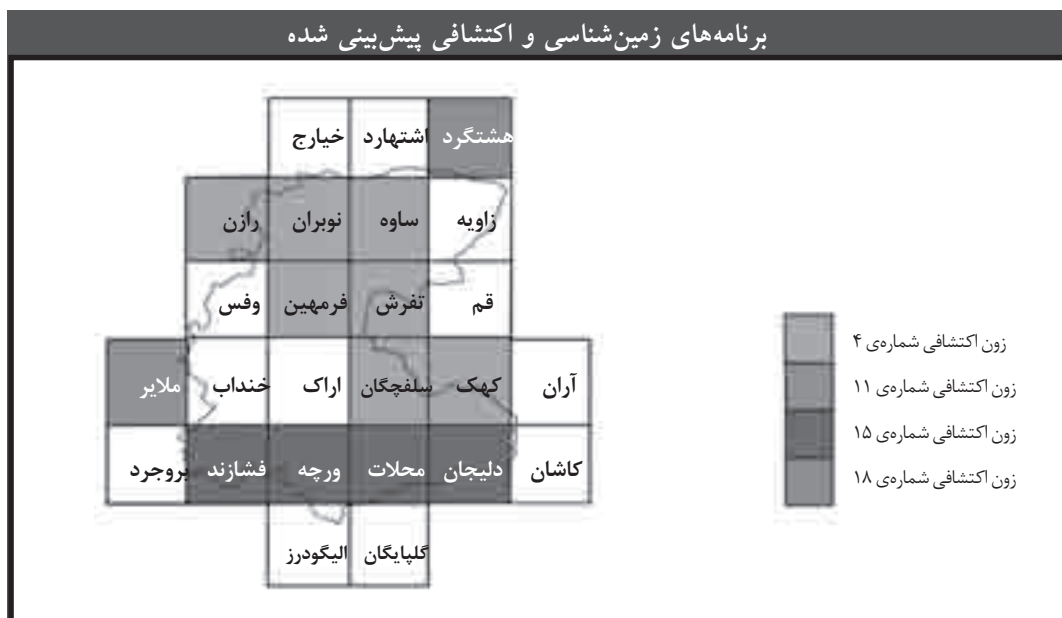 برنامه‌های زمین‌شناسی و اکتشافی پیش‌بینی شده
هشتگرد اشتهارد خیارج
زاویه ساوه نوبران رازن
قم تفرش فرمهین وفس
آران کهک سلفچگان اراک خنداب ملایر
کاشان دلیجان محلات ورچه فشازند بروجرد
گلپایگان الیگودرز
زون اکتشافی شماره‌ی ۴
زون اکتشافی شماره‌ی ۱۱
زون اکتشافی شماره‌ی ۱۵
زون اکتشافی شماره‌ی ۱۸